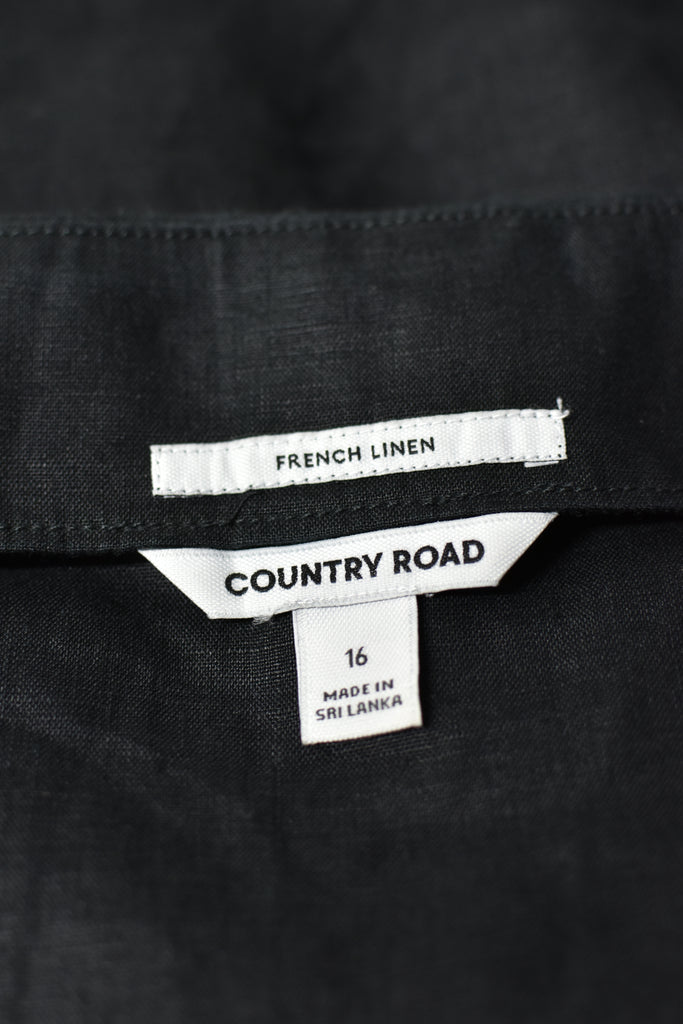 FRENCH LINEN
COUNTRY ROAD
16
MADE IN
SRI LANKA